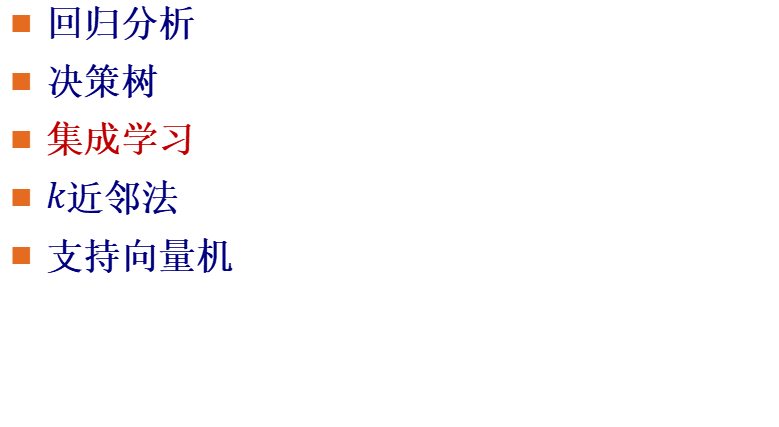 回归分析
决策树
集成学习
k近邻法
支持向量机